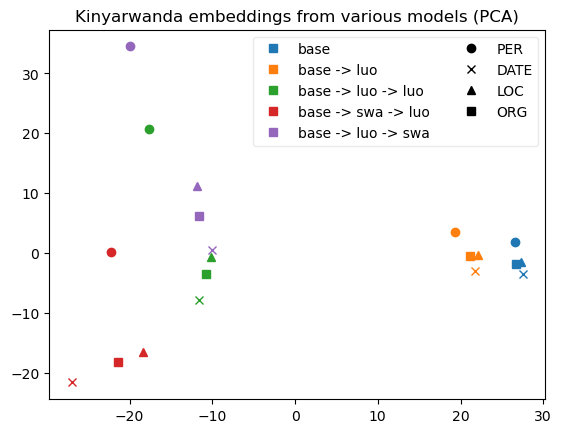 Kinyarwanda embeddings from various models (PCA)
base
base -> luo
base -> luo -> luo
base -> swa -> luo
base -> luo -> swa
PER
DATE
LOC
ORG
30
20
10
0
−10
−20
−20
−10
0
10
20
30